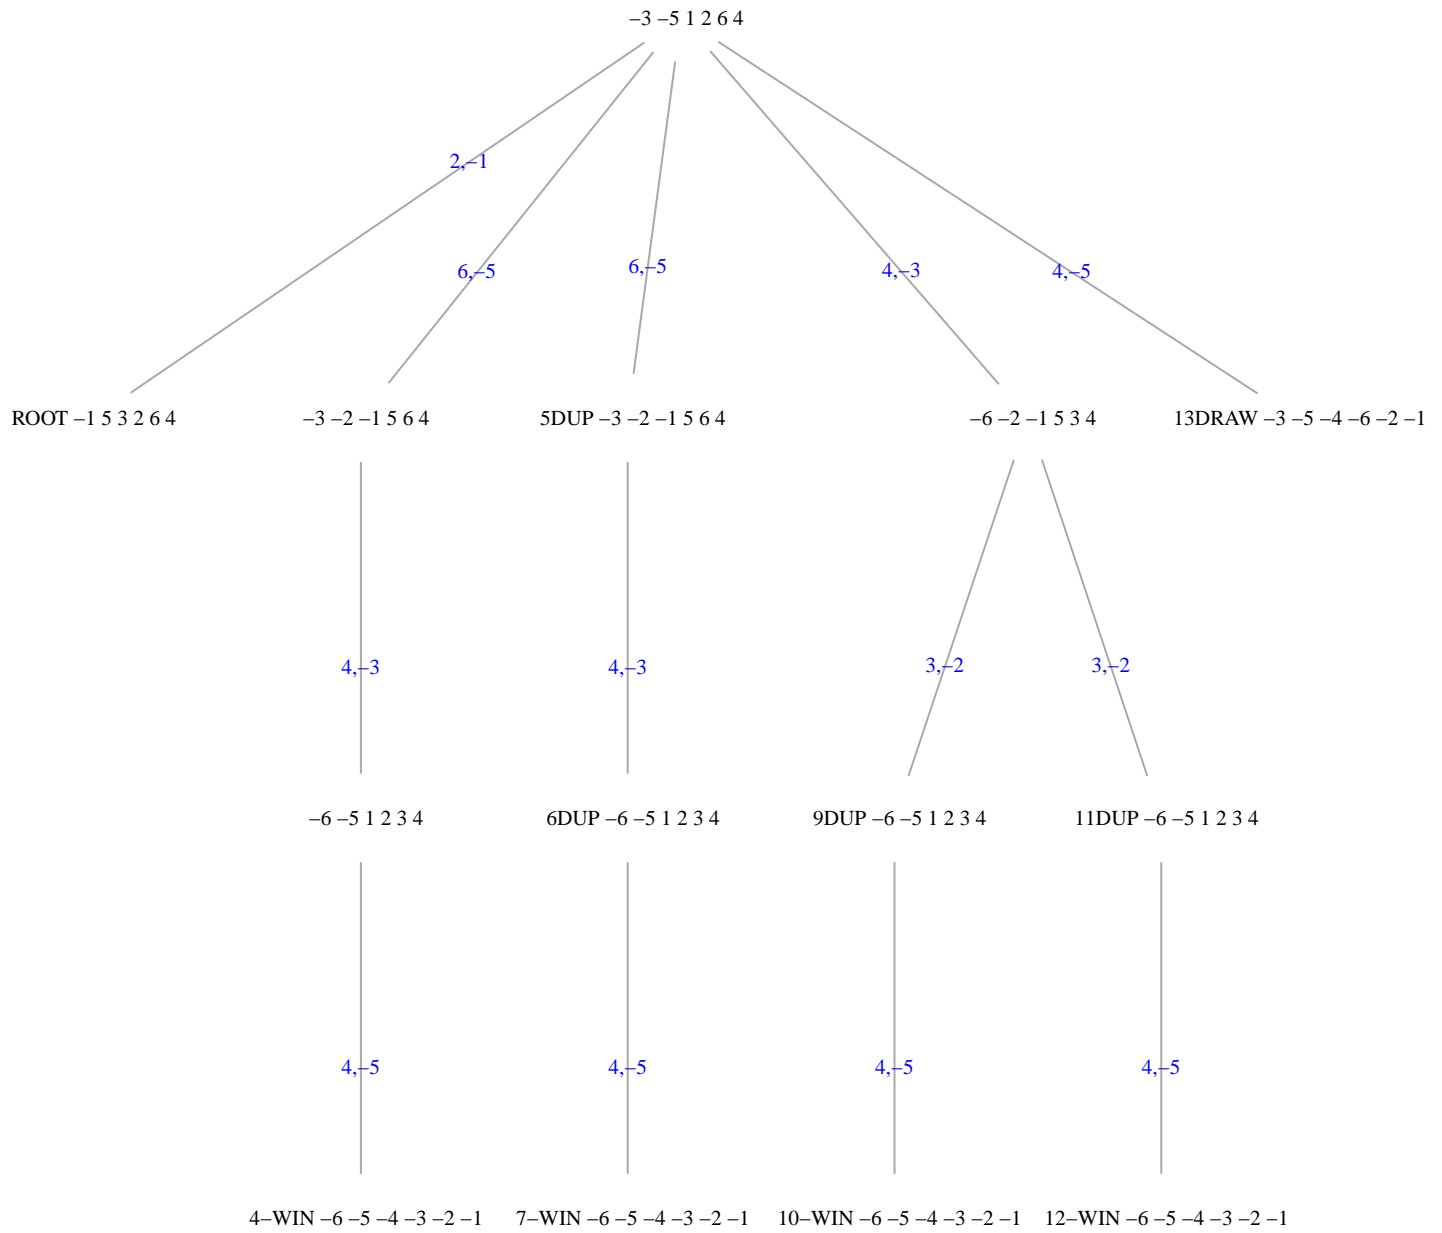 –3 –5 1 2 6 4
2,–1
6,–5
6,–5
4,–3
4,–5
ROOT –1 5 3 2 6 4
–3 –2 –1 5 6 4
5DUP –3 –2 –1 5 6 4
–6 –2 –1 5 3 4
13DRAW –3 –5 –4 –6 –2 –1
4,–3
4,–3
3,–2
3,–2
–6 –5 1 2 3 4
6DUP –6 –5 1 2 3 4
9DUP –6 –5 1 2 3 4
11DUP –6 –5 1 2 3 4
4,–5
4,–5
4,–5
4,–5
4–WIN –6 –5 –4 –3 –2 –1
7–WIN –6 –5 –4 –3 –2 –1
10–WIN –6 –5 –4 –3 –2 –1
12–WIN –6 –5 –4 –3 –2 –1